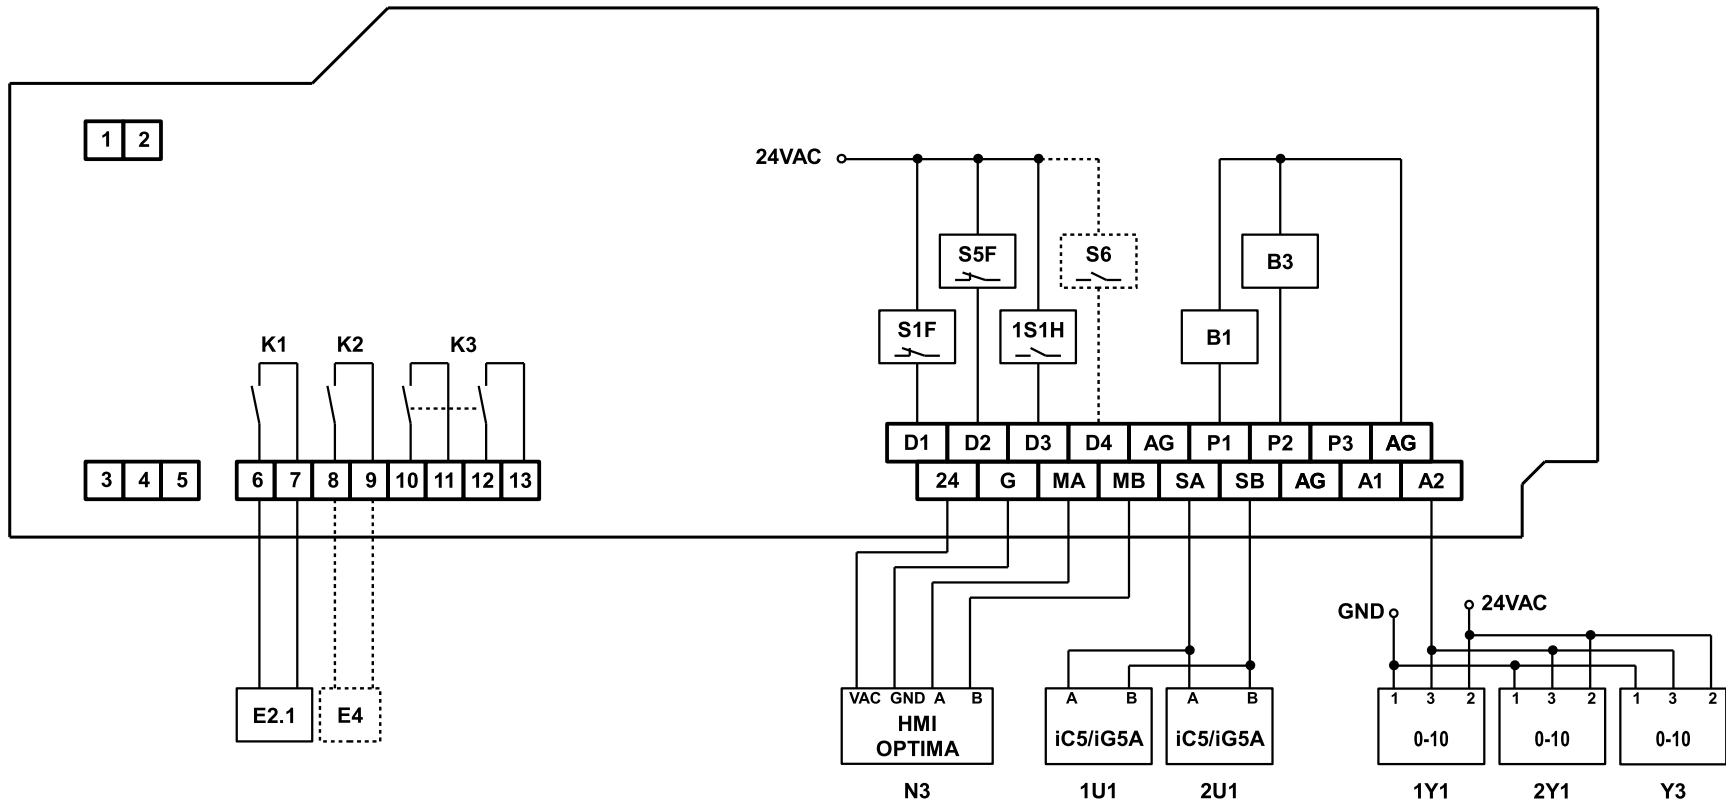 1 2
24VAC
S5F
S6
B3
S1F
1S1H
B1
K1 K2 K3
D1 D2 D3 D4 AG P1 P2 P3 AG
3 4 5 6 7 8 9 10 11 12 13
24 G MA MB SA SB AG A1 A2
GND 24VAC
VAC GND A B A B A B 1 3 2 1 3 2 1 3 2
E2.1 E4
HMI
OPTIMA
iC5/iG5A iC5/iG5A 0-10 0-10 0-10
N3 1U1 2U1 1Y1 2Y1 Y3